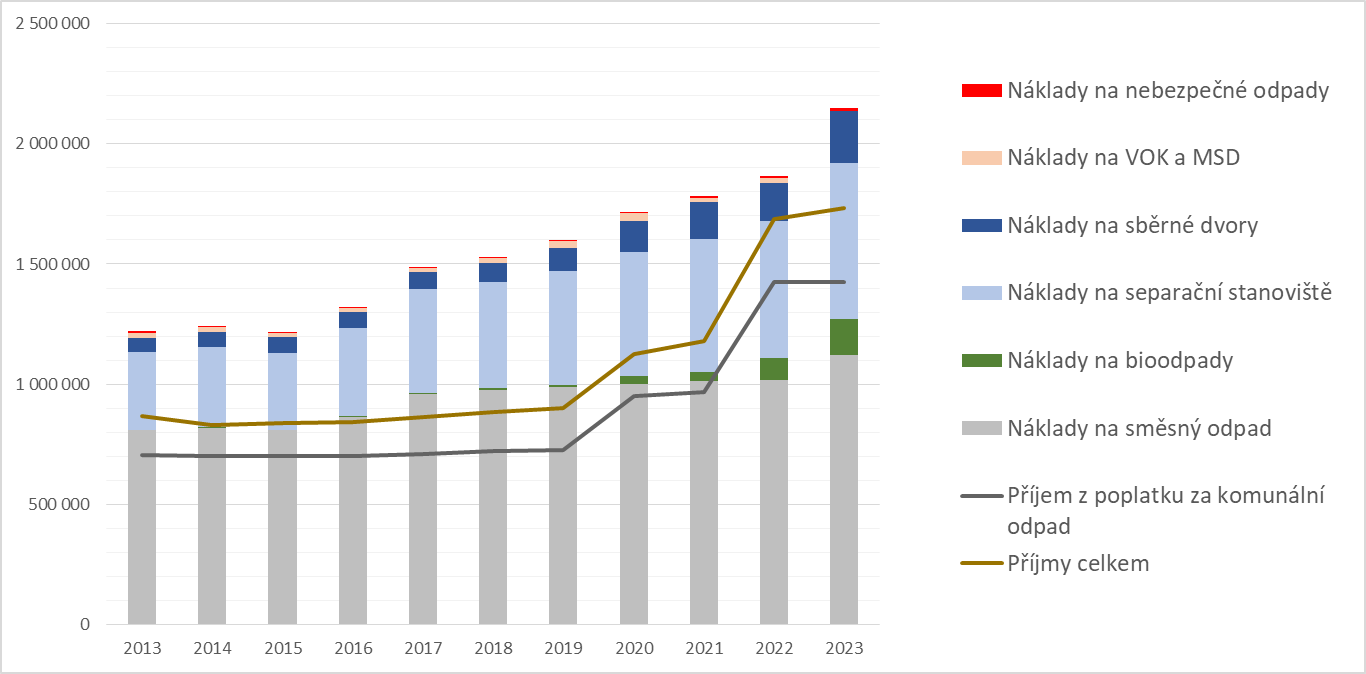 2 500 000
2 000 000
1 500 000
1 000 000
500 000
0
2013 2014 2015 2016 2017 2018 2019 2020 2021 2022 2023
Náklady na nebezpečné odpady
Náklady na VOK a MSD
Náklady na sběrné dvory
Náklady na separační stanoviště
Náklady na bioodpady
Náklady na směsný odpad
Příjem z poplatku za komunální
odpad
Příjmy celkem